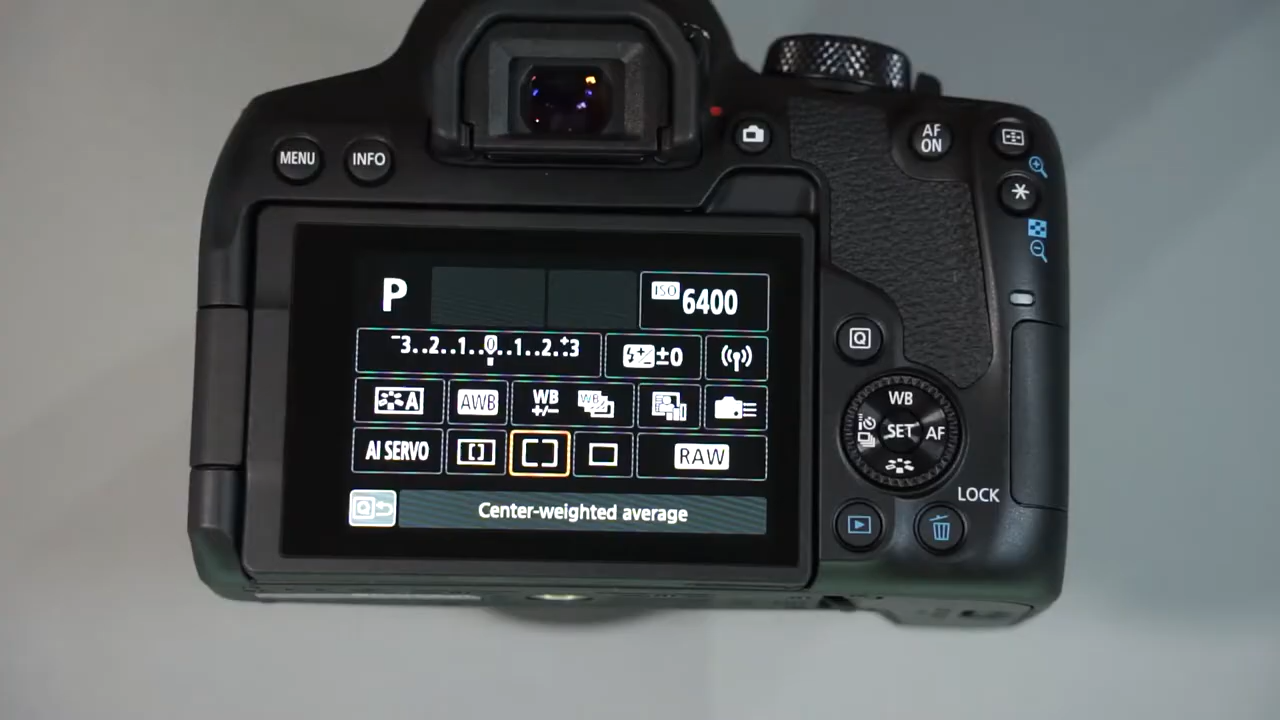 MENU INFO
AF
ON
P ISO 6400
-3..2..1..0..1..2.+3 ±0
A AWB WB
+/- WB
AI SERVO RAW
Q Center-weighted average
Q
WB
SET AF
LOCK